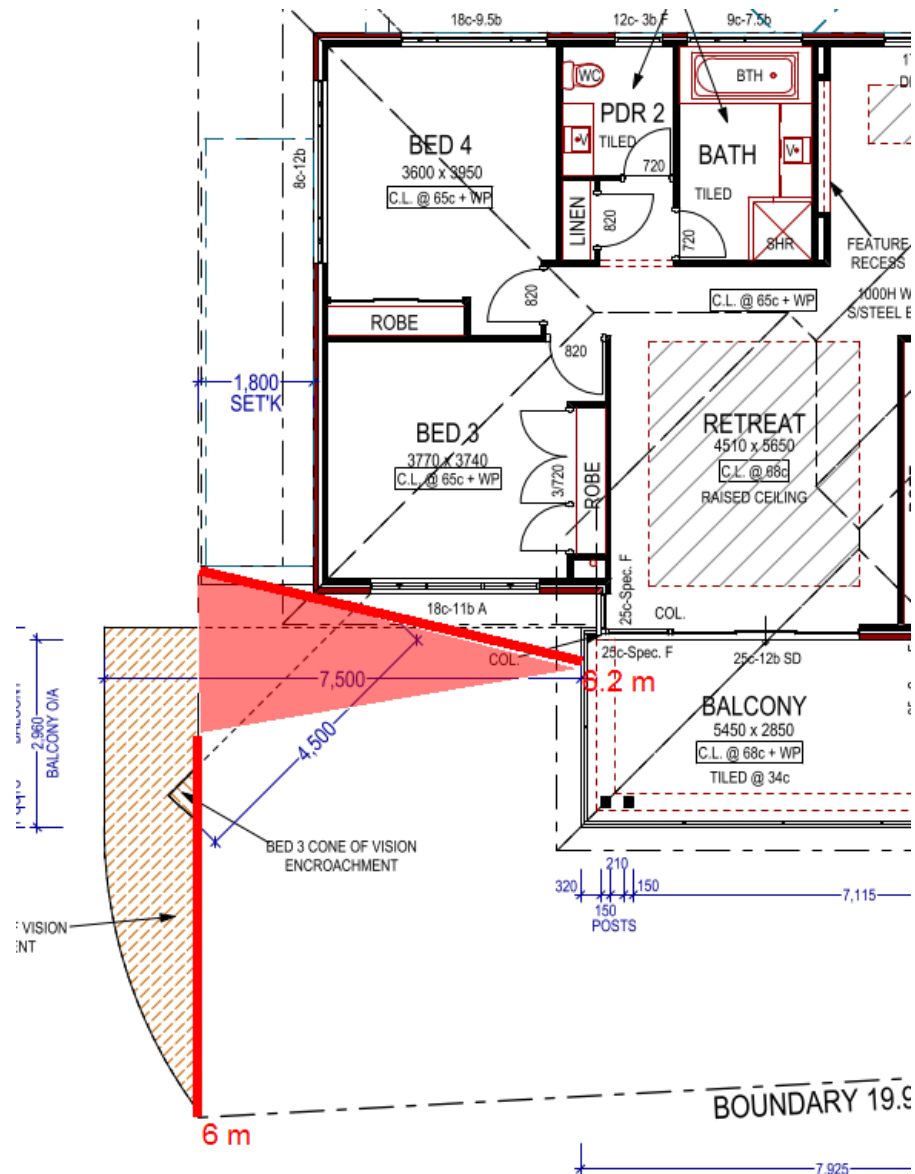 18c-9.5b
12c- 3b F
9c-7.5b
8c-12b
BED 4
3600 x 3950
C.L. @ 65c + WP
WC
PDR 2
TILED
V
720
LINEN
820
BTH
BATH
TILED
V
SHR
720
FEATURE
RECESS
C.L. @ 65c + WP
820
ROBE
820
1,800
SET'K
BED 3
3770 x 3740
C.L. @ 65c + WP
3/720
ROBE
RETREAT
4510 x 5650
C.L. @ 68c
RAISED CEILING
18c-11b A
25c-Spec. F
COL.
COL.
25c-Spec. F
25c-12b SD
7,500
6.2 m
2,960
BALCONY O/A
4,500
BALCONY
5450 x 2850
C.L. @ 68c + WP
TILED @ 34c
BED 3 CONE OF VISION
ENCROACHMENT
VISION
210
320
150
7,115
150
POSTS
BOUNDARY 19.9
6 m
7,925